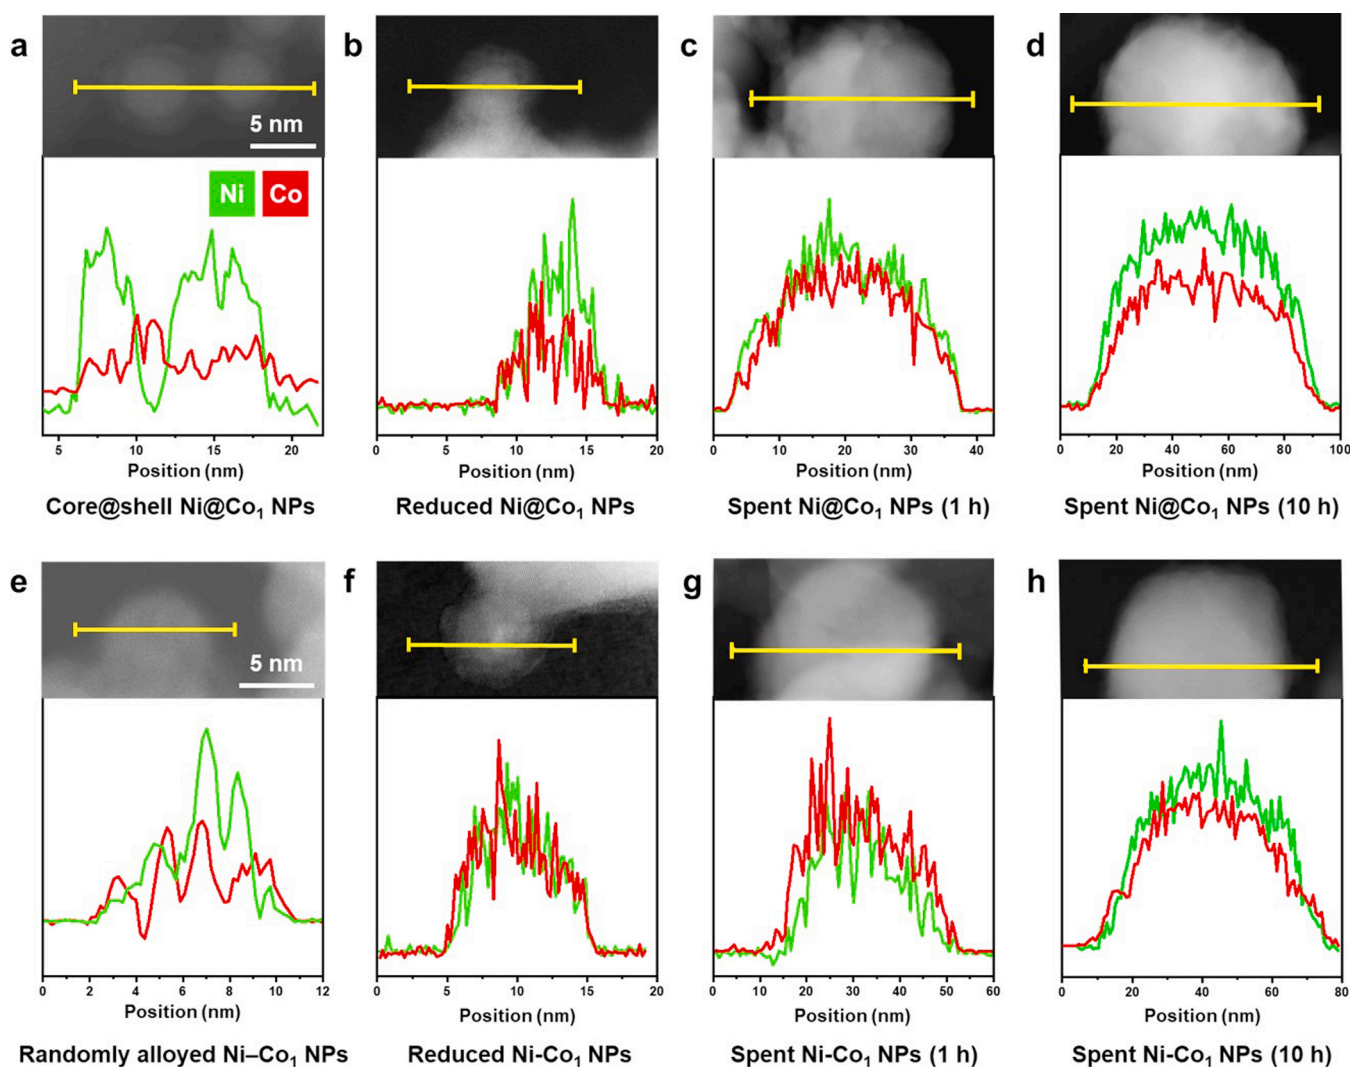 a b c d
5 nm
Ni Co
5 10 15 20
0 5 10 15 20
0 10 20 30 40
0 20 40 60 80 100
Position (nm) Position (nm) Position (nm) Position (nm)
Core@shell Ni@Co₁ NPs Reduced Ni@Co₁ NPs Spent Ni@Co₁ NPs (1 h) Spent Ni@Co₁ NPs (10 h)
e f g h
5 nm
0 2 4 6 8 10 12
0 5 10 15 20
0 10 20 30 40 50 60
0 20 40 60 80
Position (nm) Position (nm) Position (nm) Position (nm)
Randomly alloyed Ni–Co₁ NPs Reduced Ni-Co₁ NPs Spent Ni-Co₁ NPs (1 h) Spent Ni-Co₁ NPs (10 h)